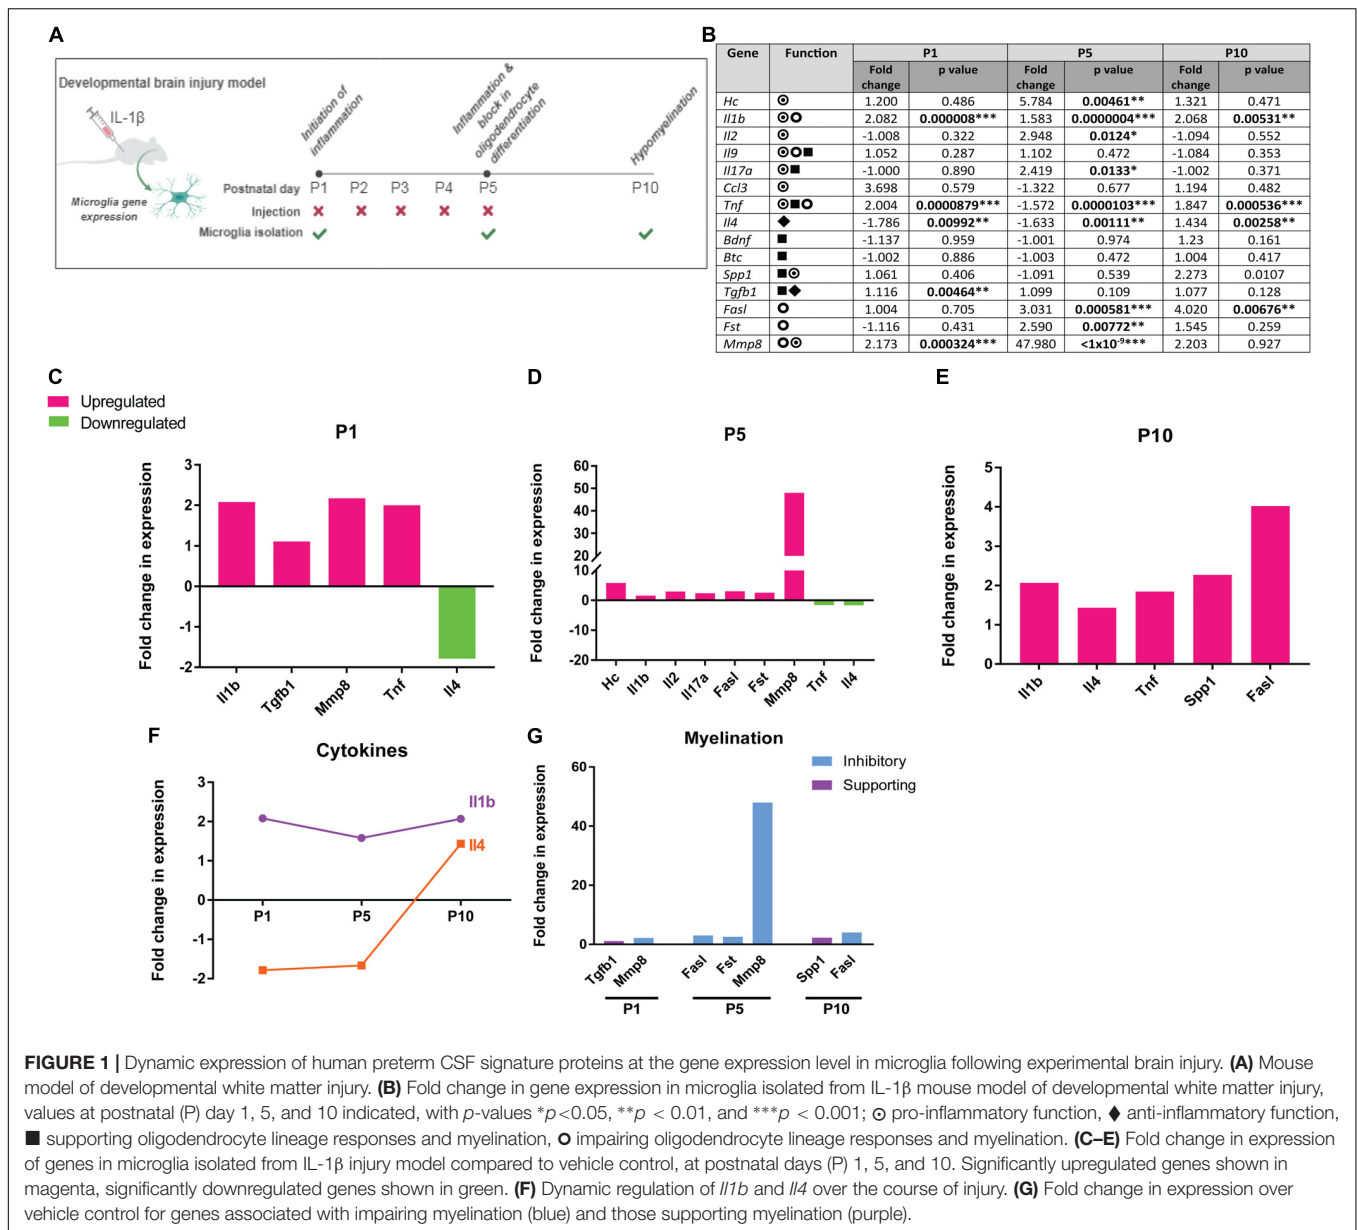 A
Developmental brain injury model
IL-1β
Microglia gene
expression
Initiation of
inflammation
Inflammation &
block in
oligodendrocyte
differentiation
Hypomyelination
Postnatal day P1 P2 P3 P4 P5 P10
Injection ✖ ✖ ✖ ✖ ✖
Microglia isolation ✓ ✓ ✓
B
Gene Function P1 P5 P10
Fold change p value Fold change p value Fold change p value
Hc ⊙ 1.200 0.486 5.784 0.00461** 1.321 0.471
Il1b ⊙O 2.082 0.000008*** 1.583 0.0000004*** 2.068 0.00531**
Il2 ⊙ -1.008 0.322 2.948 0.0124* -1.094 0.552
Il9 ⊙O■ 1.052 0.287 1.102 0.472 -1.084 0.353
Il17a ⊙■ -1.000 0.890 2.419 0.0133* -1.002 0.371
Ccl3 ⊙ 3.698 0.579 -1.322 0.677 1.194 0.482
Tnf ⊙■O 2.004 0.0000879*** -1.572 0.0000103*** 1.847 0.000536***
Il4 ◆ -1.786 0.00992** -1.633 0.00111** 1.434 0.00258**
Bdnf ■ -1.137 0.959 -1.001 0.974 1.23 0.161
Btc ■ -1.002 0.886 -1.003 0.472 1.004 0.417
Spp1 ■⊙ 1.061 0.406 -1.091 0.539 2.273 0.0107
Tgfb1 ■◆ 1.116 0.00464** 1.099 0.109 1.077 0.128
Fasl O 1.004 0.705 3.031 0.000581*** 4.020 0.00676**
Fst O -1.116 0.431 2.590 0.00772** 1.545 0.259
Mmp8 O⊙ 2.173 0.000324*** 47.980 <1x10⁻⁹*** 2.203 0.927
C
Upregulated
Downregulated
P1
Fold change in expression
3
2
1
0
-1
-2
Il1b Tgfb1 Mmp8 Tnf Il4
D
P5
Fold change in expression
60
50
40
30
20
10
0
-10
-20
Hc Il1b Il2 Il17a Fasl Fst Mmp8 Tnf Il4
E
P10
Fold change in expression
5
4
3
2
1
0
Il1b Il4 Tnf Spp1 Fasl
F
Cytokines
Fold change in expression
3
2
1
0
-1
-2
P1 P5 P10
Il1b
Il4
G
Myelination
Inhibitory
Supporting
Fold change in expression
60
40
20
0
Tgfb1 Mmp8 Fasl Fst Mmp8 Spp1 Fasl
P1 P5 P10
FIGURE 1 | Dynamic expression of human preterm CSF signature proteins at the gene expression level in microglia following experimental brain injury. (A) Mouse
model of developmental white matter injury. (B) Fold change in gene expression in microglia isolated from IL-1β mouse model of developmental white matter injury,
values at postnatal (P) day 1, 5, and 10 indicated, with p-values *p<0.05, **p < 0.01, and ***p < 0.001; ⊙ pro-inflammatory function, ◆ anti-inflammatory function,
■ supporting oligodendrocyte lineage responses and myelination, O impairing oligodendrocyte lineage responses and myelination. (C–E) Fold change in expression
of genes in microglia isolated from IL-1β injury model compared to vehicle control, at postnatal days (P) 1, 5, and 10. Significantly upregulated genes shown in
magenta, significantly downregulated genes shown in green. (F) Dynamic regulation of Il1b and Il4 over the course of injury. (G) Fold change in expression over
vehicle control for genes associated with impairing myelination (blue) and those supporting myelination (purple).